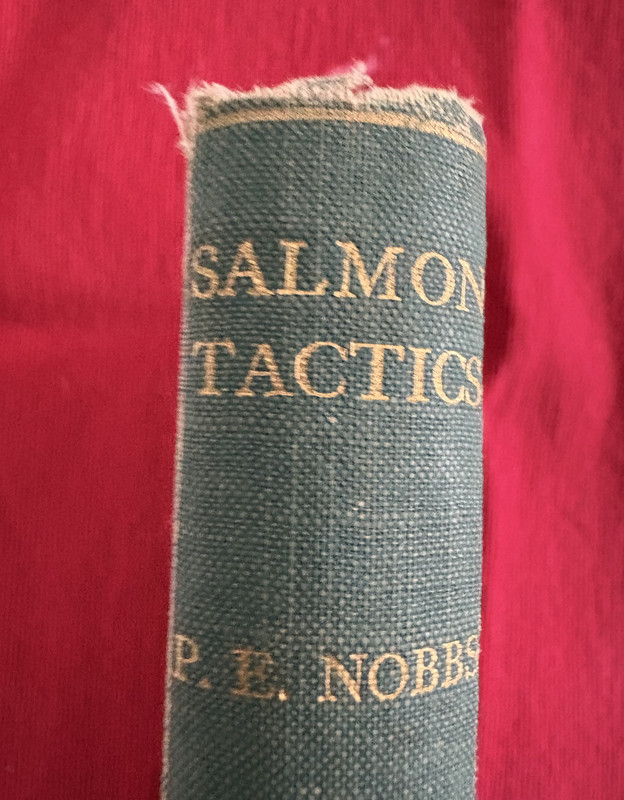 SALMON
TACTICS
P. E. NOBBS